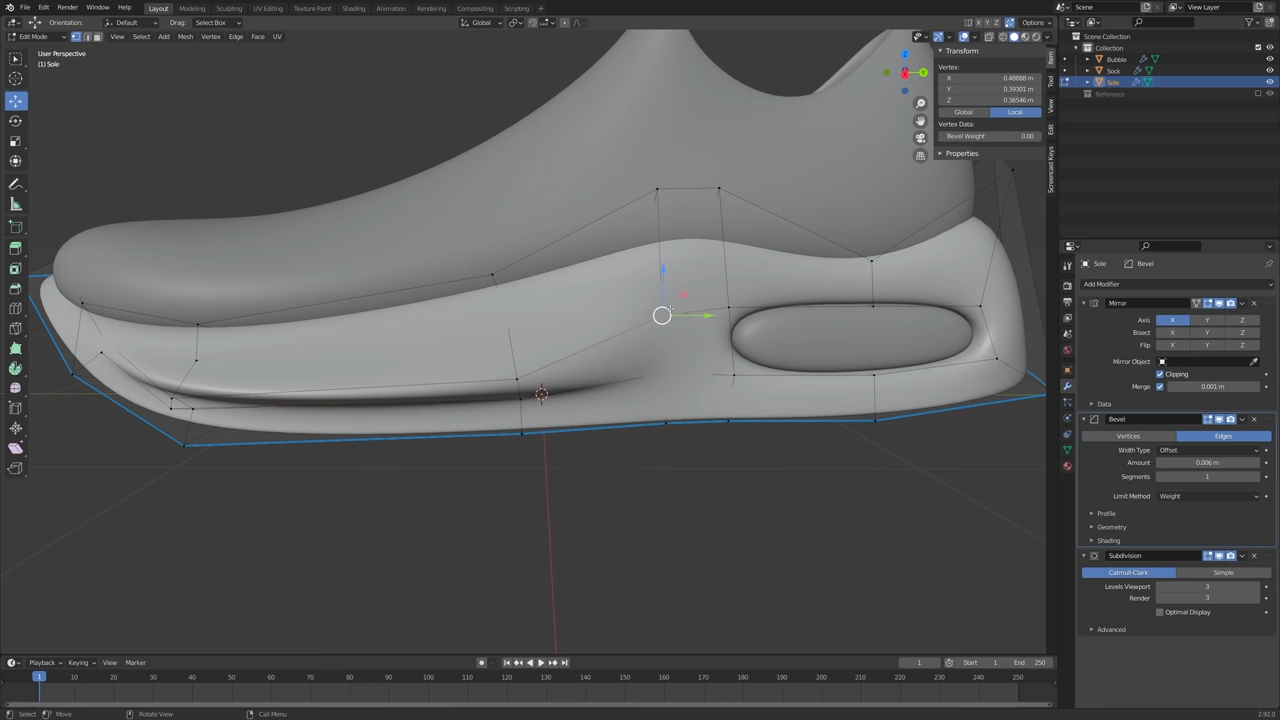 File Edit Render Window Help Layout Modeling Sculpting UV Editing Texture Paint Shading Animation Rendering Compositing Scripting + Scene View Layer
Orientation: Default Drag: Select Box Global X Y Z Options
Edit Mode View Select Add Mesh Vertex Edge Face UV
User Perspective
(1) Sole
Transform
Vertex:
X 0.48888 m
Y 0.39301 m
Z 0.36546 m
Global Local
Vertex Data:
Bevel Weight 0.00
Properties
Item
Tool
View
Edit
Screencast Keys
Z
Y
Scene Collection
Collection
Bubble
Sock
Sole
Reference
Sole Bevel
Add Modifier
Mirror
Axis X Y Z
Bisect X Y Z
Flip X Y Z
Mirror Object
Clipping
Merge 0.001 m
Data
Bevel
Vertices Edges
Width Type Offset
Amount 0.006 m
Segments 1
Limit Method Weight
Profile
Geometry
Shading
Subdivision
Catmull-Clark Simple
Levels Viewport 3
Render 3
Optimal Display
Advanced
Playback Keying View Marker 1 Start 1 End 250
1 10 20 30 40 50 60 70 80 90 100 110 120 130 140 150 160 170 180 190 200 210 220 230 240 250
Select Move Rotate View Call Menu 2.92.0